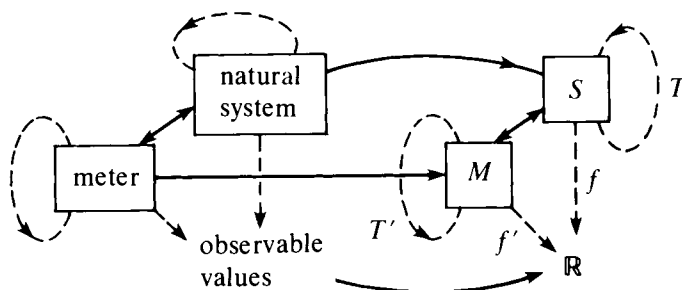 natural
system
S
T
meter
M
f
T′
f′
observable
values
ℝ